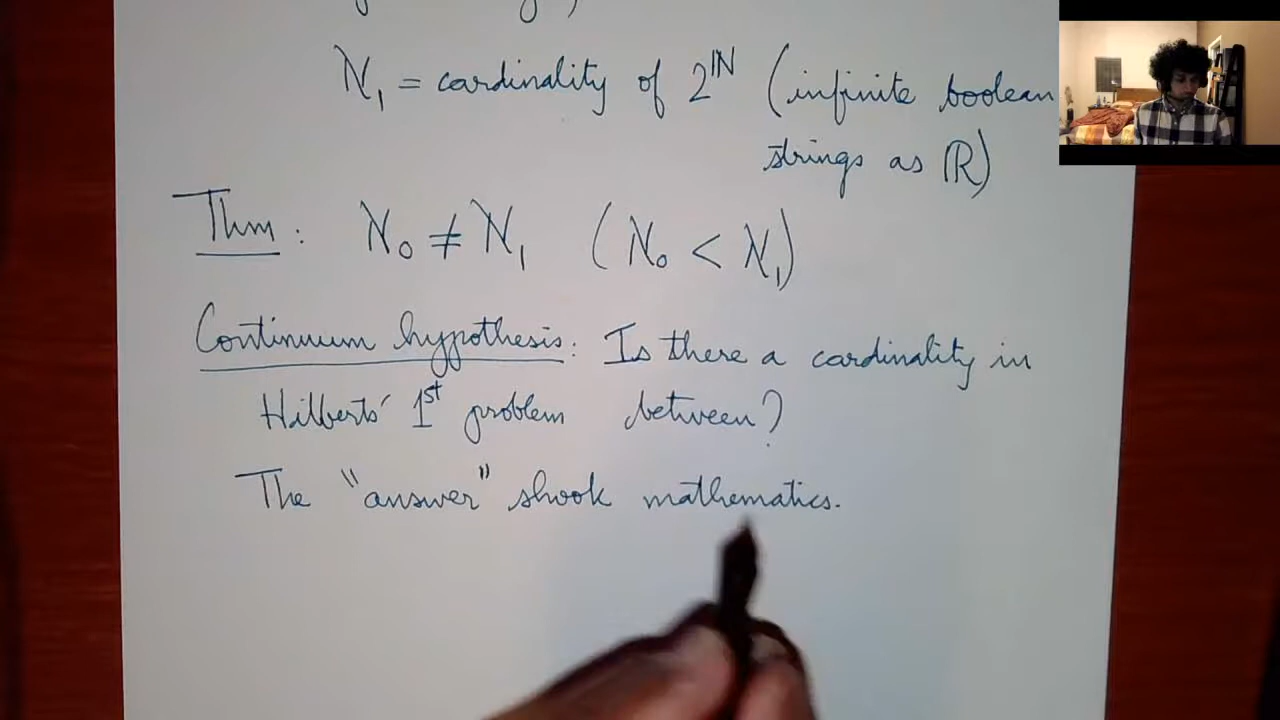 ℵ₁ = cardinality of 2^ℕ (infinite boolean
strings as ℝ)
Thm: ℵ₀ ≠ ℵ₁ (ℵ₀ < ℵ₁)
Continuum hypothesis: Is there a cardinality in
Hilberts' 1st problem between?
The "answer" shook mathematics.